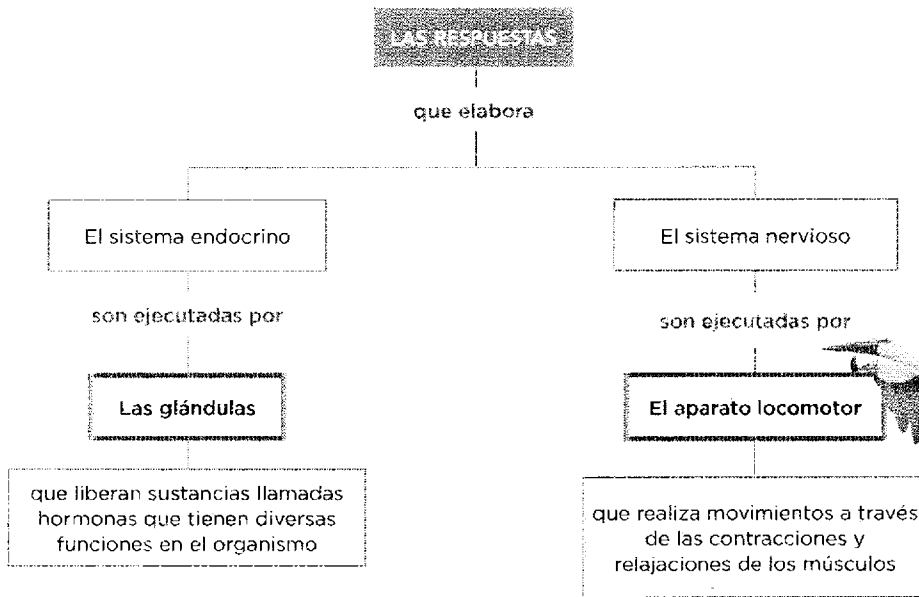 LAS RESPUESTAS
que elabora
El sistema endocrino
son ejecutadas por
Las glándulas
que liberan sustancias llamadas
hormonas que tienen diversas
funciones en el organismo
El sistema nervioso
son ejecutadas por
El aparato locomotor
que realiza movimientos a través
de las contracciones y
relajaciones de los músculos